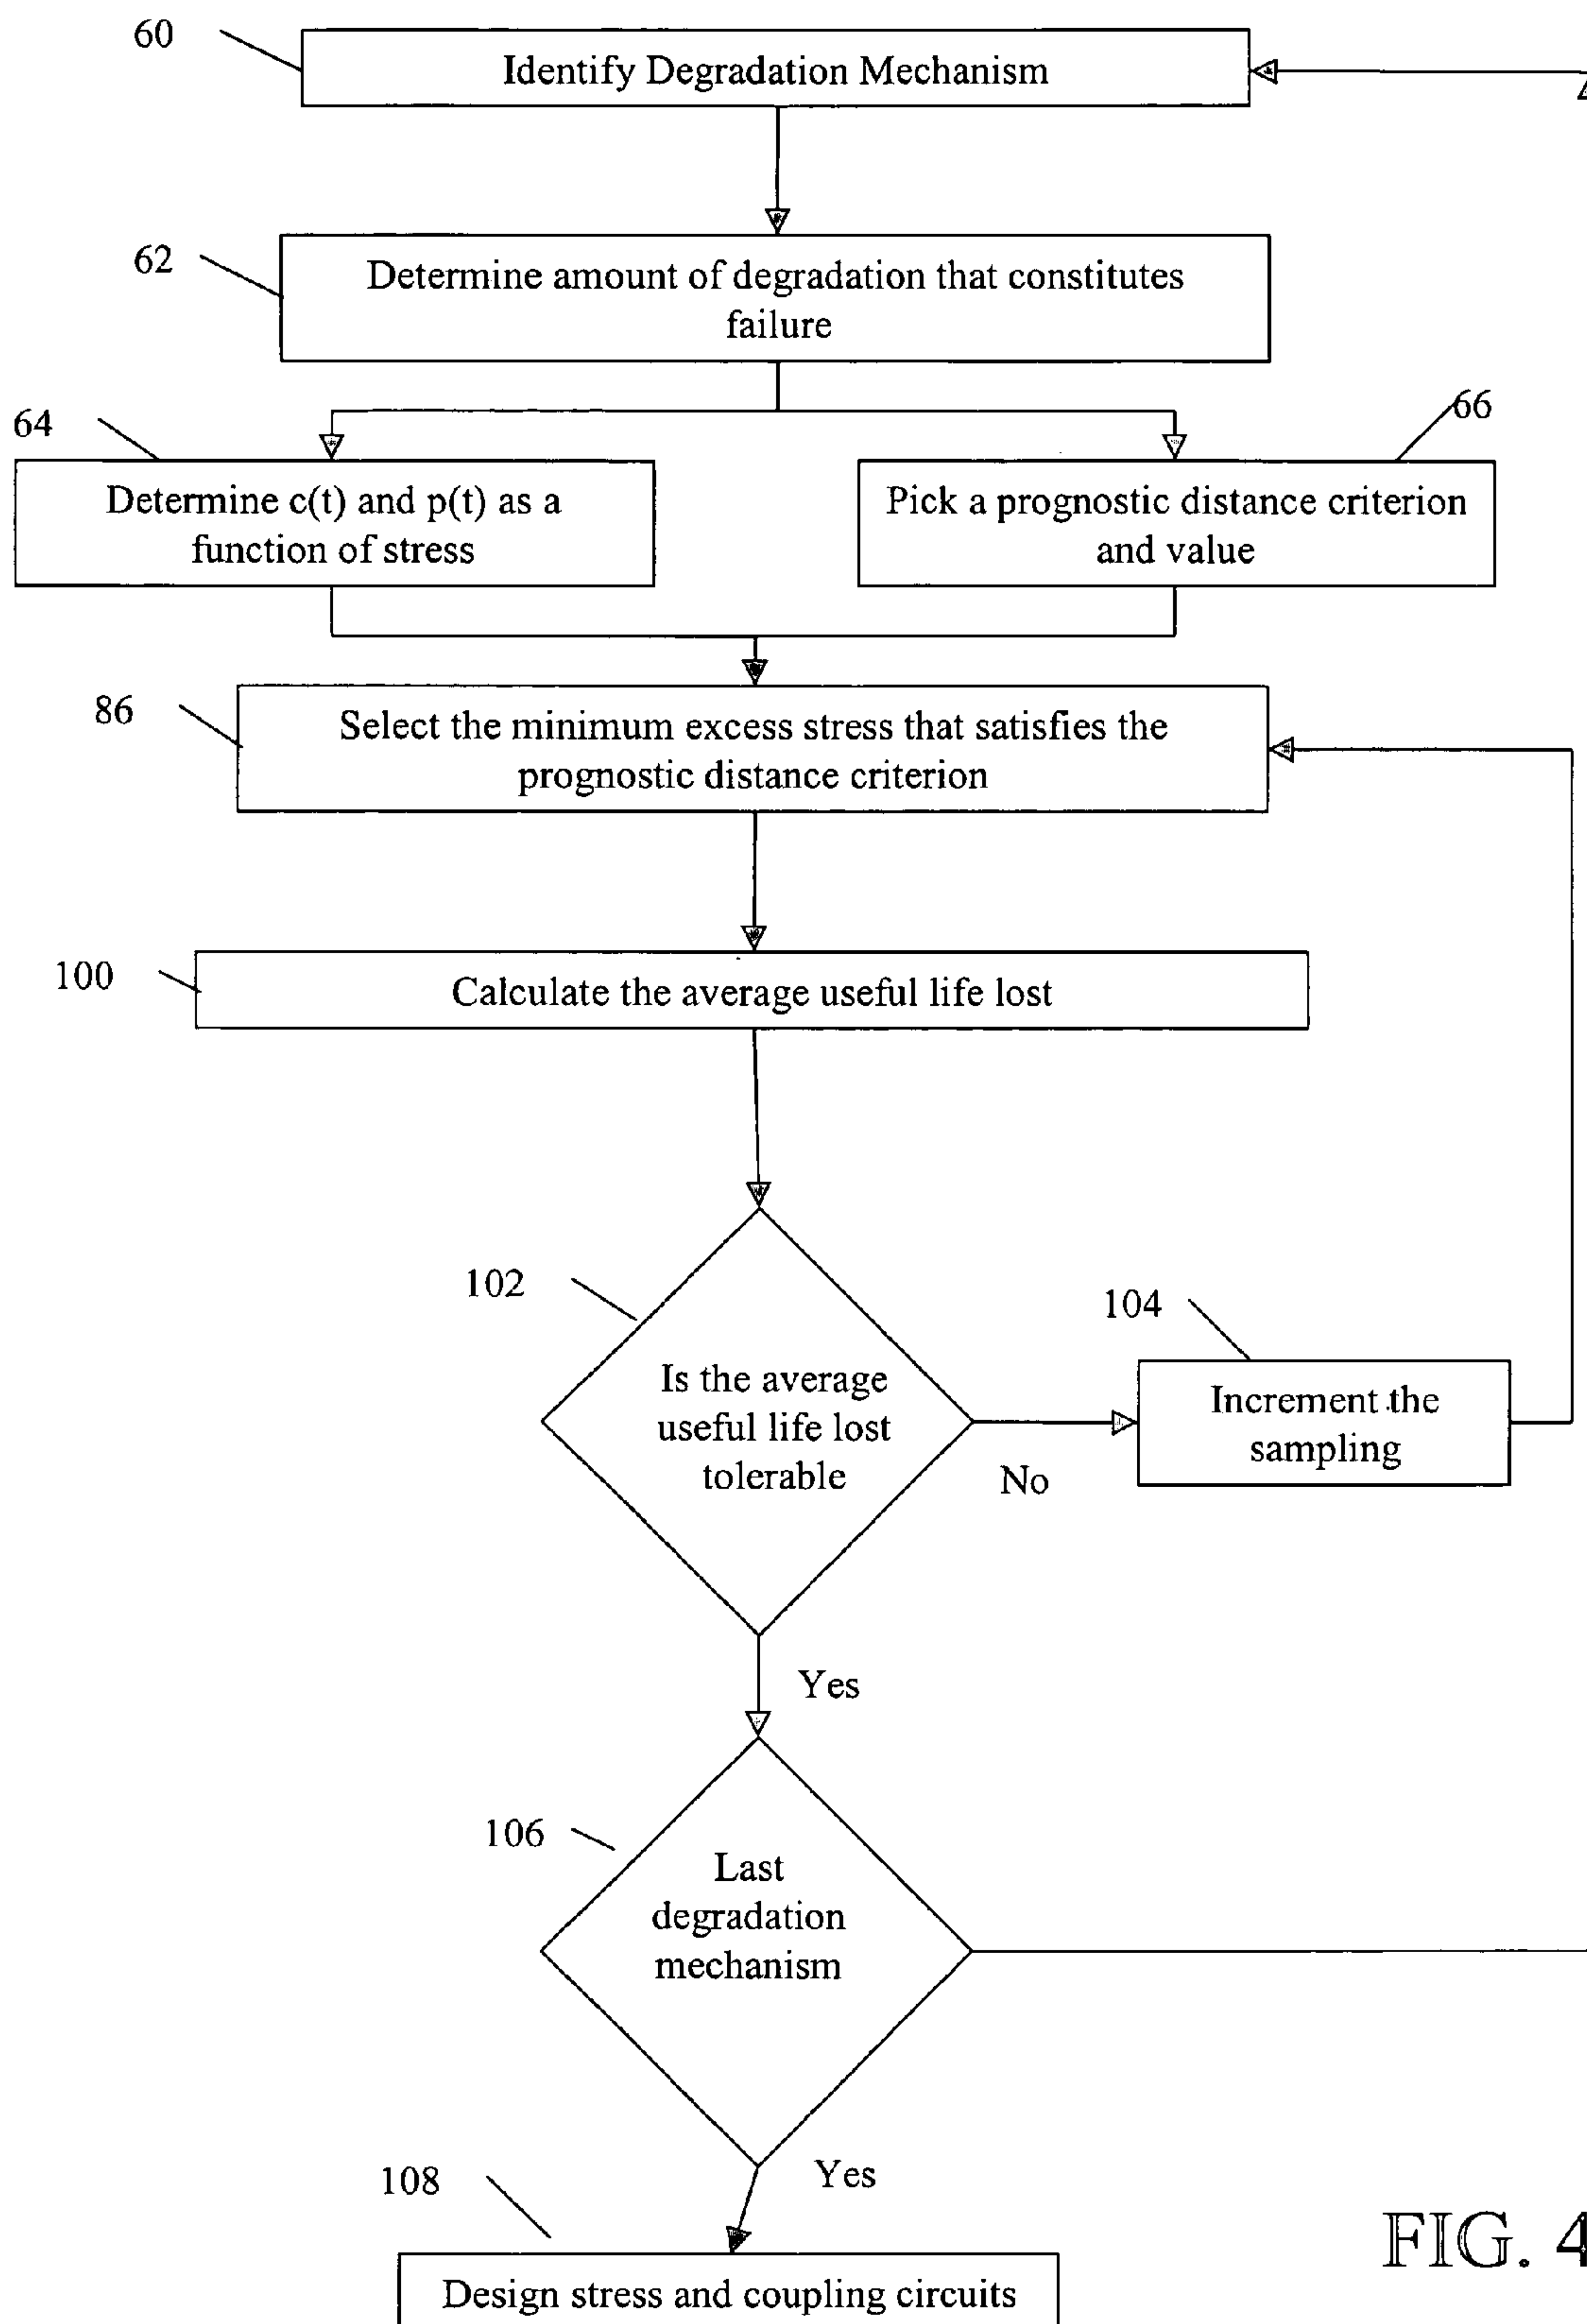 60
Identify Degradation Mechanism
62
Determine amount of degradation that constitutes
failure
64
Determine c(t) and p(t) as a
function of stress
66
Pick a prognostic distance criterion
and value
86
Select the minimum excess stress that satisfies the
prognostic distance criterion
100
Calculate the average useful life lost
102
Is the average
useful life lost
tolerable
No
104
Increment the
sampling
Yes
106
Last
degradation
mechanism
Yes
108
Design stress and coupling circuits
FIG. 4